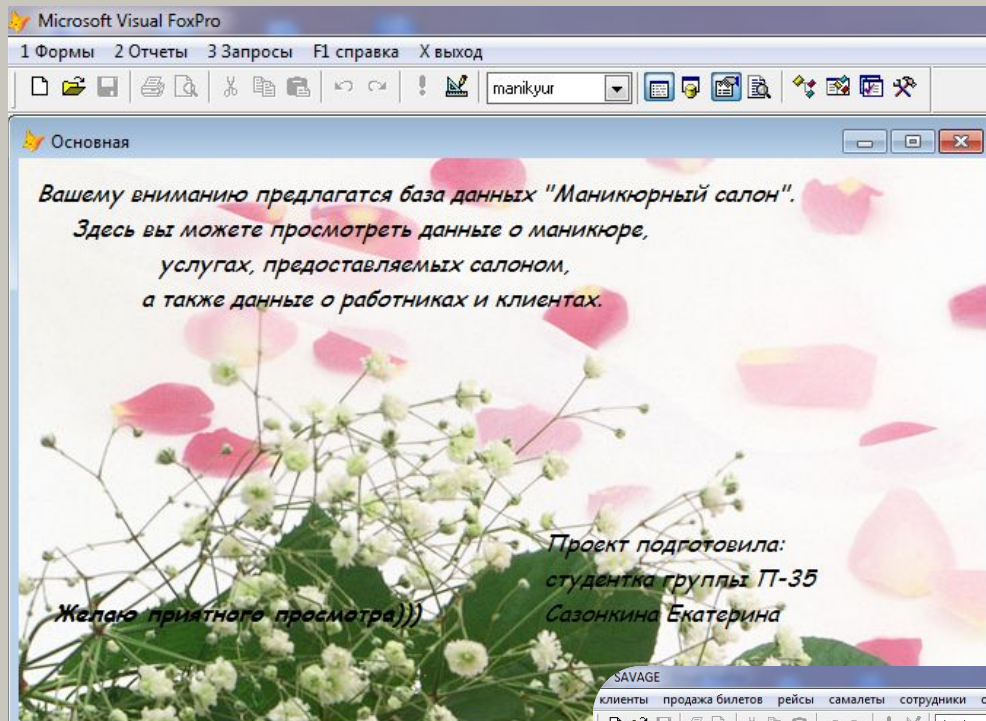 Microsoft Visual FoxPro
1 Формы 2 Отчеты 3 Запросы F1 справка X выход
manikyur
Основная
Вашему вниманию предлагатся база данных "Маникюрный салон".
Здесь вы можете просмотреть данные о маникюре,
услугах, предоставляемых салоном,
а также данные о работниках и клиентах.
Проект подготовила:
студентка группы П-35
Желаю приятного просмотра))) Сазонкина Екатерина
SAVAGE
клиенты продажа билетов рейсы самалеты сотрудники